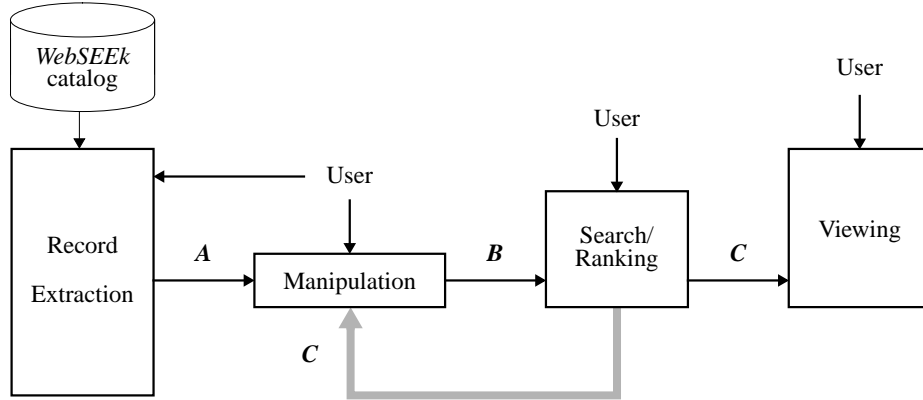 WebSEEk
catalog
User
User
User
Record
Extraction
A
Manipulation
B
Search/
Ranking
C
Viewing
C